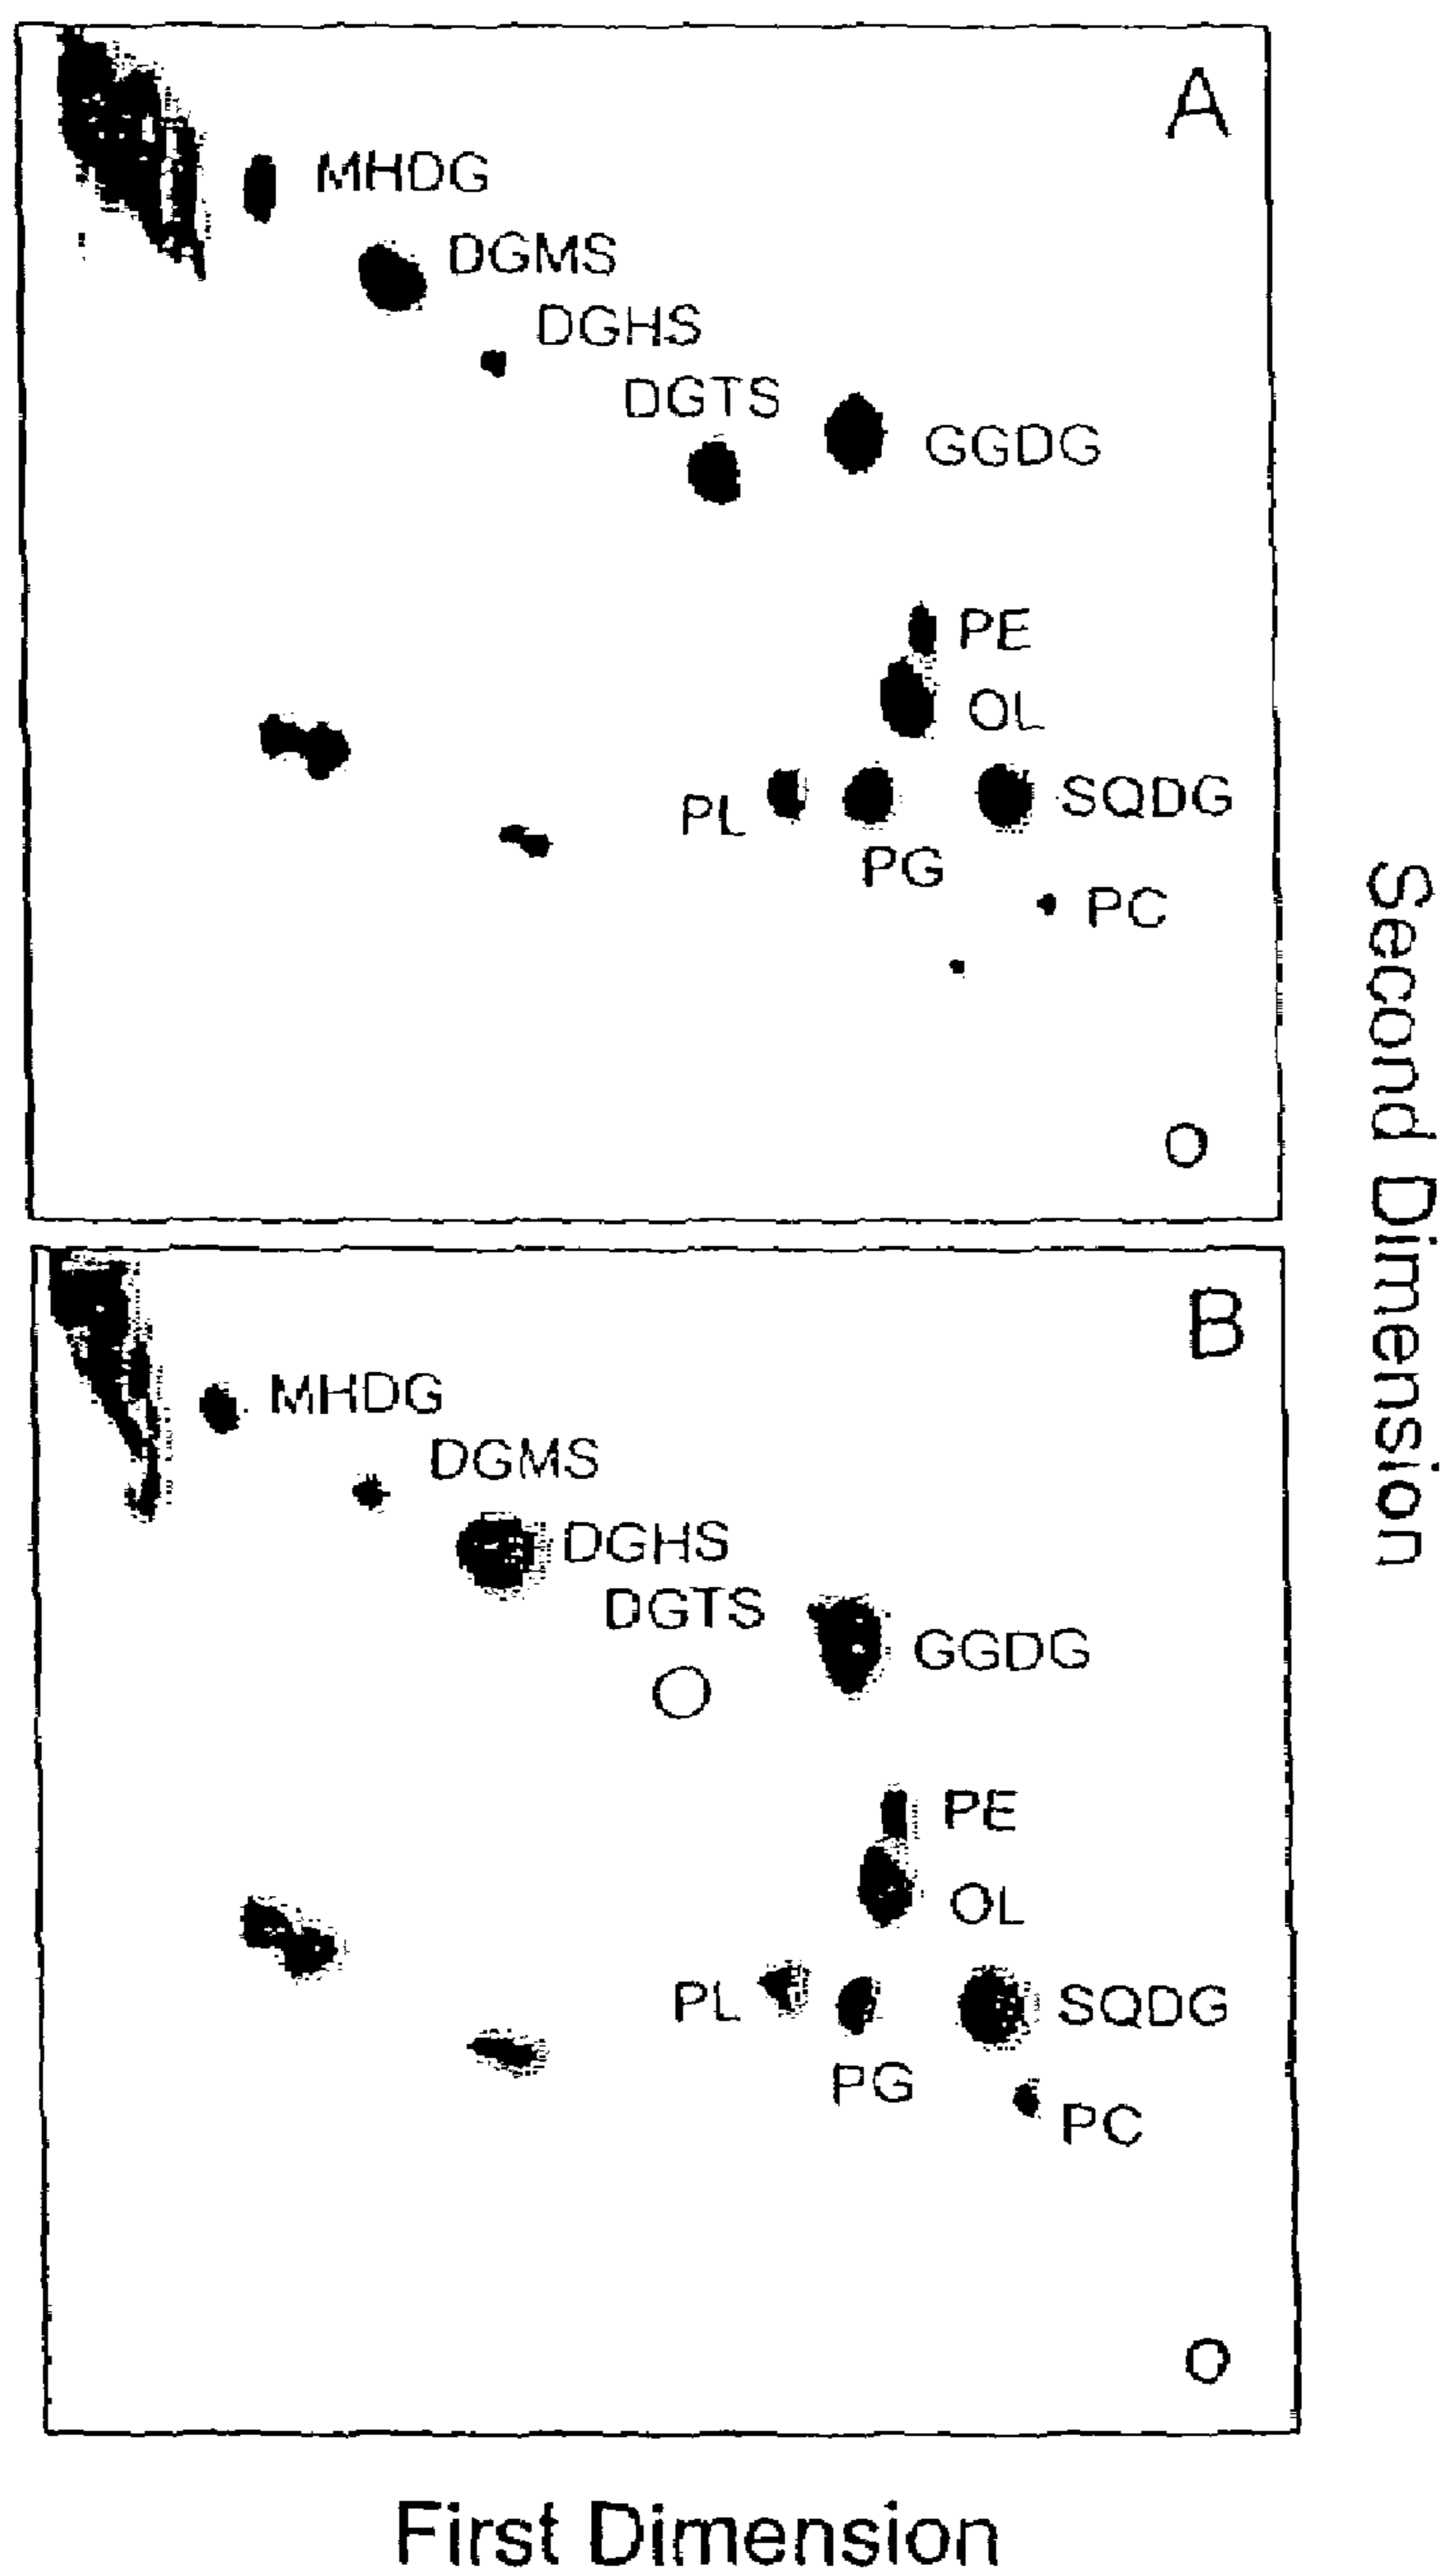 A
MHDG
DGMS
DGHS
DGTS
GGDG
PE
OL
PL
SQDG
PG
PC
O
Second Dimension
B
MHDG
DGMS
DGHS
DGTS
GGDG
PE
OL
PL
SQDG
PG
PC
O
First Dimension